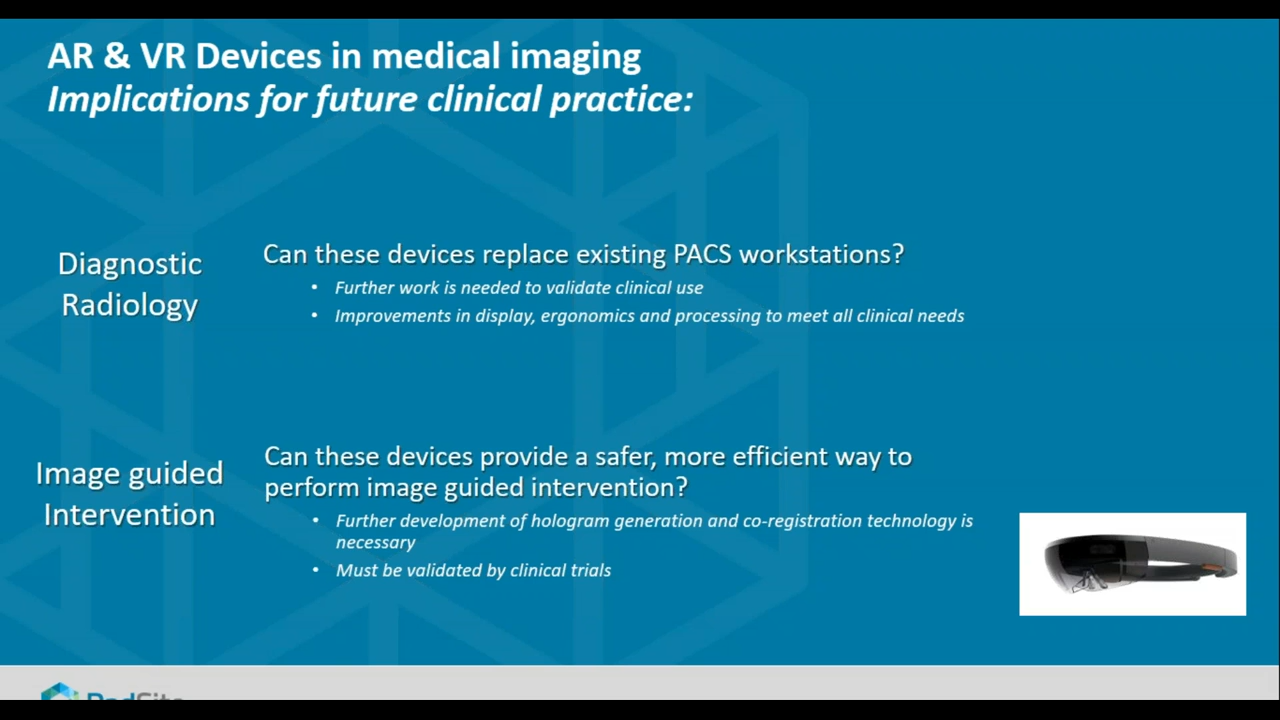 AR & VR Devices in medical imaging
Implications for future clinical practice:
Diagnostic
Radiology
Can these devices replace existing PACS workstations?
• Further work is needed to validate clinical use
• Improvements in display, ergonomics and processing to meet all clinical needs
Image guided
Intervention
Can these devices provide a safer, more efficient way to
perform image guided intervention?
• Further development of hologram generation and co-registration technology is
necessary
• Must be validated by clinical trials
RadSite